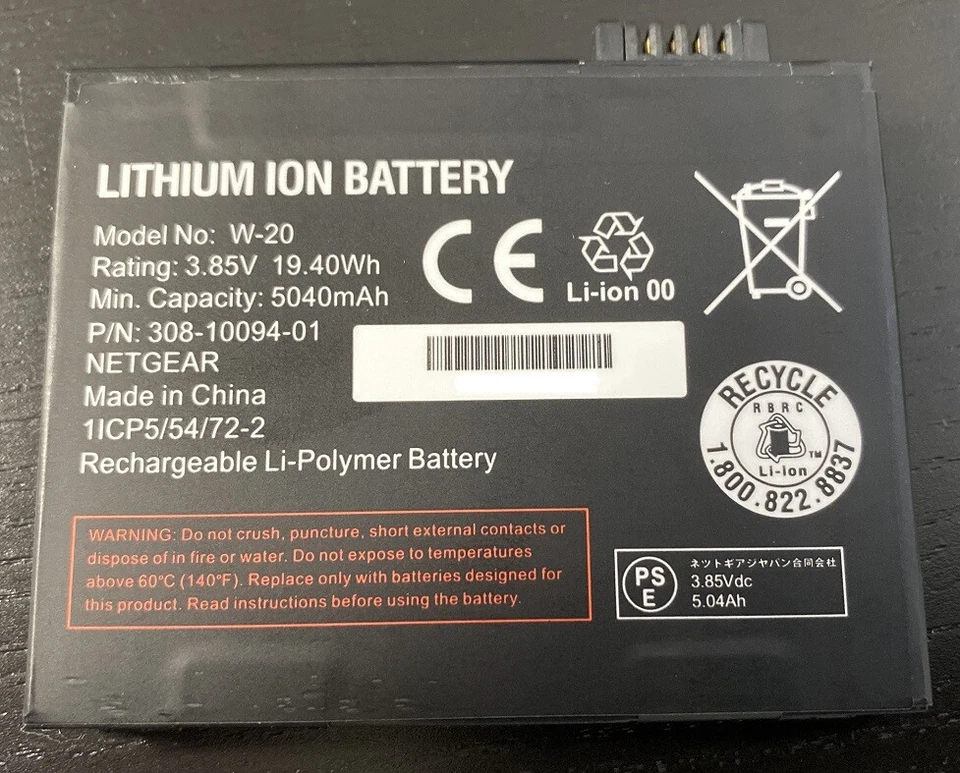 LITHIUM ION BATTERY
Model No: W-20
Rating: 3.85V 19.40Wh
Min. Capacity: 5040mAh
P/N: 308-10094-01
NETGEAR
Made in China
1ICP5/54/72-2
Rechargeable Li-Polymer Battery
CE
Li-ion 00
RECYCLE
RBRC
Li-ion TM
1.800.822.8837
WARNING: Do not crush, puncture, short external contacts or
dispose of in fire or water. Do not expose to temperatures
above 60°C (140°F). Replace only with batteries designed for
this product. Read instructions before using the battery.
PS
E
ネットギアジャパン合同会社
3.85Vdc
5.04Ah